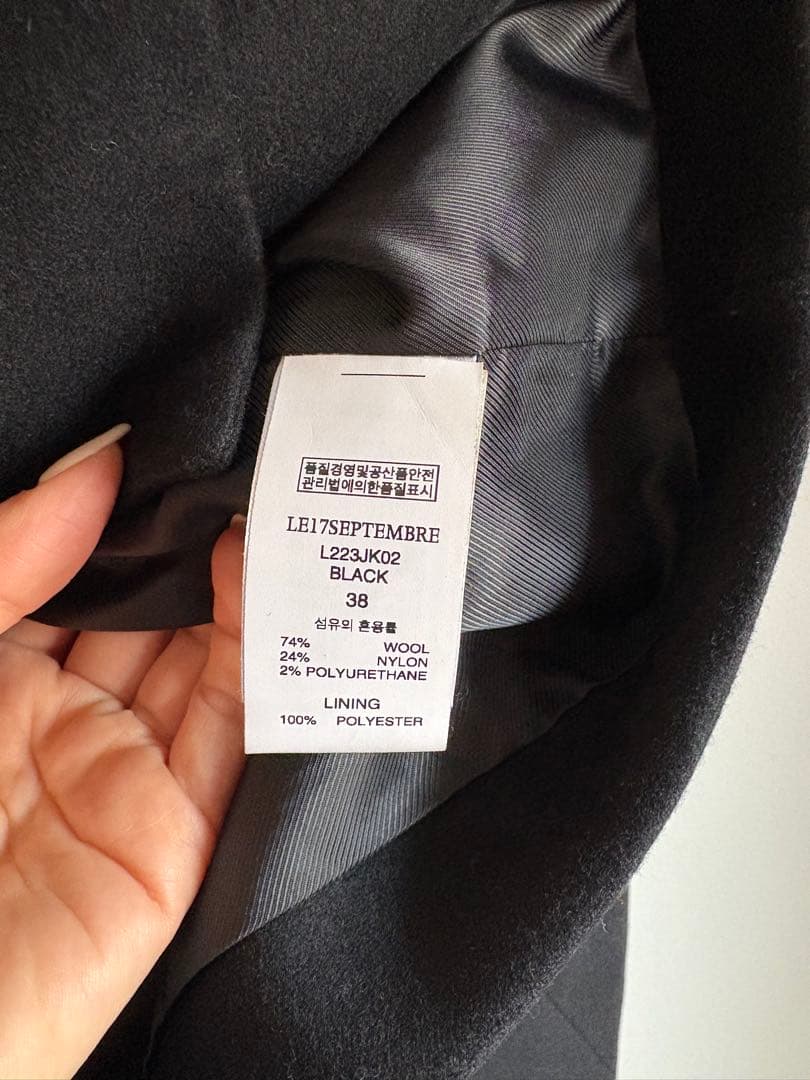 품질경영및공산품안전
관리법에의한품질표시
LE17SEPTEMBRE
L223JK02
BLACK
38
섬유의 혼용률
74% WOOL
24% NYLON
2% POLYURETHANE
LINING
100% POLYESTER